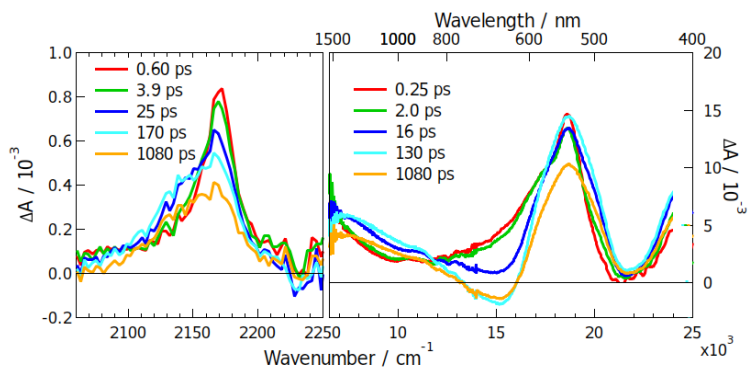 Wavelength / nm
1500 1000 800 600 500 400
1.0
0.8
0.6
0.4
0.2
0.0
-0.2
ΔA / 10⁻³
0.60 ps
3.9 ps
25 ps
170 ps
1080 ps
2100 2150 2200 2250
0.25 ps
2.0 ps
16 ps
130 ps
1080 ps
20
15
10
5
0
ΔA / 10⁻³
10 15 20 25
x10³
Wavenumber / cm⁻¹